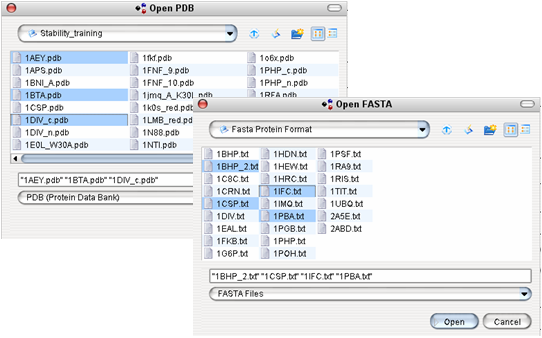 Open PDB
Stability_training
1AEY.pdb
1APS.pdb
1BNI_A.pdb
1BTA.pdb
1CSP.pdb
1DIV_c.pdb
1DIV_n.pdb
1E0L_W30A.pdb
1fkf.pdb
1FNF_9.pdb
1FNF_10.pdb
1jmq_A_K30
1k0s_red.pdb
1LMB_red.pdb
1N88.pdb
1NTI.pdb
1o6x.pdb
1PHP_c.pdb
1PHP_n.pdb
"1AEY.pdb" "1BTA.pdb" "1DIV_c.pdb"
PDB (Protein Data Bank)
Open FASTA
Fasta Protein Format
1BHP.txt
1BHP_2.txt
1C8C.txt
1CRN.txt
1CSP.txt
1DIV.txt
1EAL.txt
1FKB.txt
1G6P.txt
1HDN.txt
1HEW.txt
1HRC.txt
1IFC.txt
1IMQ.txt
1PBA.txt
1PGB.txt
1PHP.txt
1POH.txt
1PSF.txt
1RA9.txt
1RIS.txt
1TIT.txt
1UBQ.txt
2A5E.txt
2ABD.txt
"1BHP_2.txt" "1CSP.txt" "1IFC.txt" "1PBA.txt"
FASTA Files
Open
Cancel